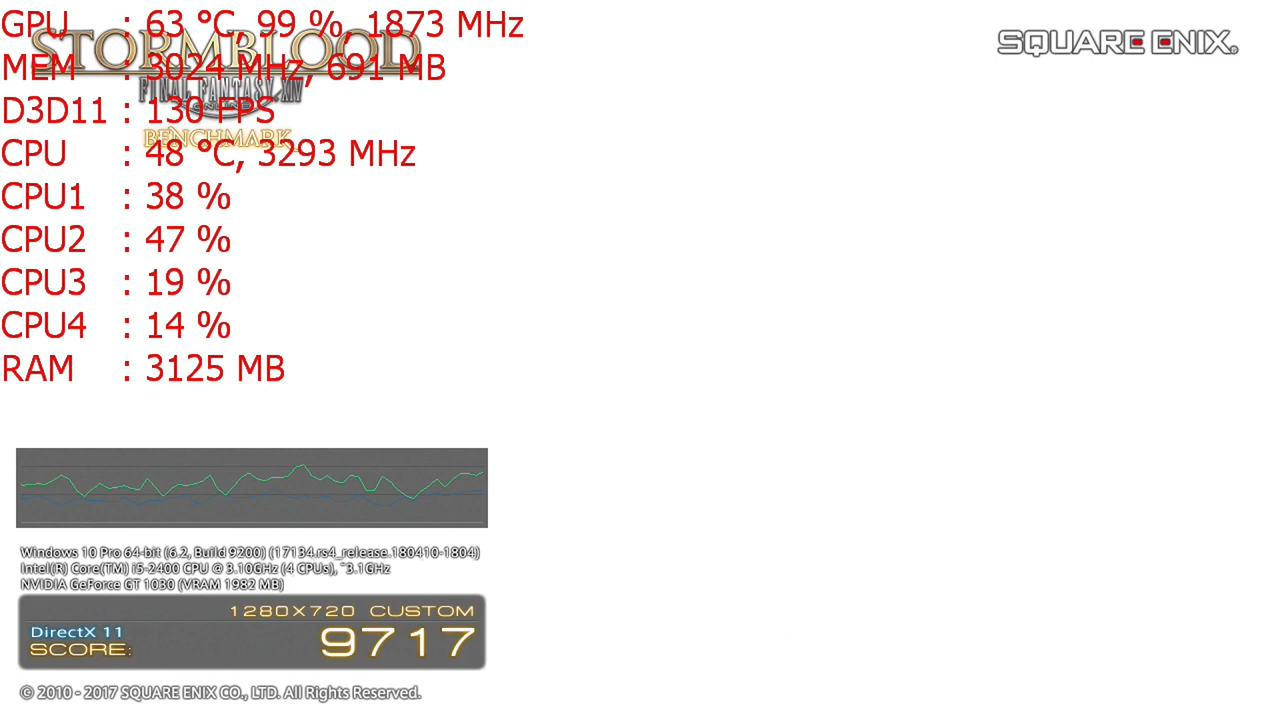 GPU : 63 °C, 99 %, 1873 MHz
STORMBLOOD
SQUARE ENIX
MEM : 3024 MHz, 691 MB
FINAL FANTASY XIV
ONLINE
D3D11 : 130 FPS
BENCHMARK
CPU : 48 °C, 3293 MHz
CPU1 : 38 %
CPU2 : 47 %
CPU3 : 19 %
CPU4 : 14 %
RAM : 3125 MB
Windows 10 Pro 64-bit (6.2, Build 9200) (17134.rs4_release.180410-1804)
Intel(R) Core(TM) i5-2400 CPU @ 3.10GHz (4 CPUs), ~3.1GHz
NVIDIA GeForce GT 1030 (VRAM 1982 MB)
1280X720 CUSTOM
DirectX 11
SCORE: 9717
© 2010 - 2017 SQUARE ENIX CO., LTD. All Rights Reserved.